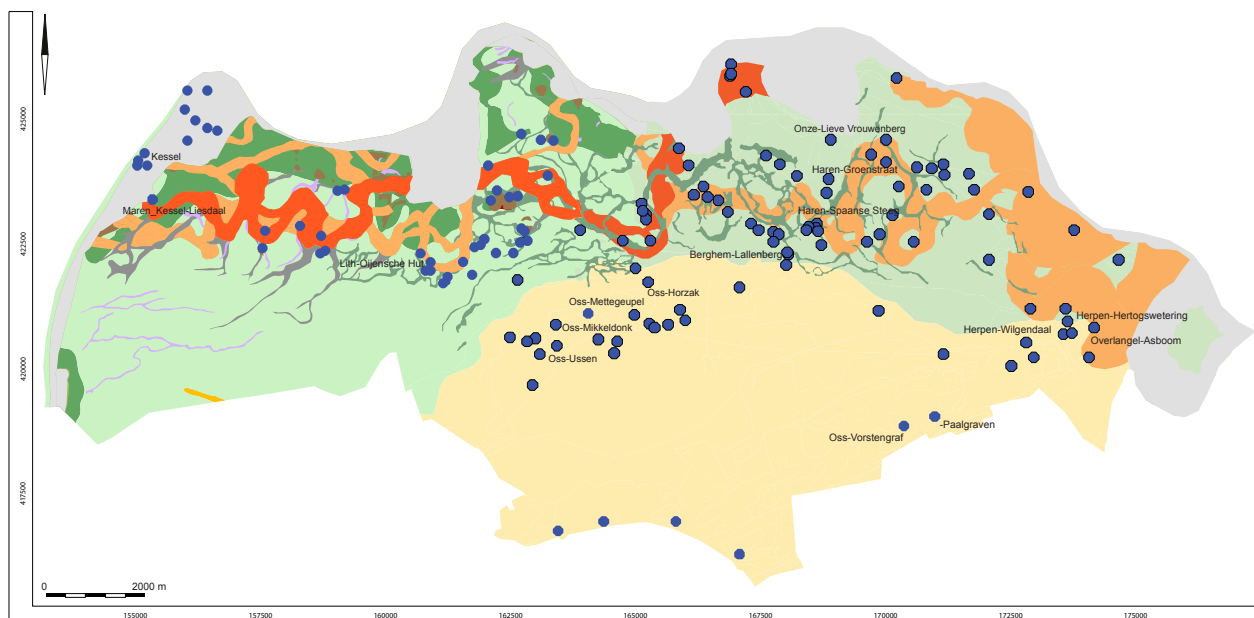 425000
422500
420000
417500
Onze-Lieve Vrouwenberg
Kessel
Haren-Groenstraat
Maren_Kessel-Liesdaal
Haren-Spaanse Steeg
Lith-Oijensche Hut
Berghem-Lallenberg
Oss-Horzak
Oss-Mettegeupel
Herpen-Hertogswetering
Oss-Mikkeldonk
Herpen-Wilgendaal
Overlangel-Asboom
Oss-Ussen
-Paalgraven
Oss-Vorstengraf
0 2000 m
155000 157500 160000 162500 165000 167500 170000 172500 175000